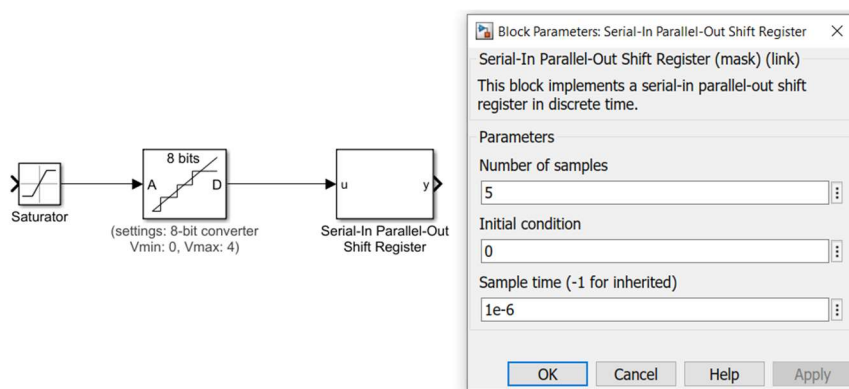 Saturator
8 bits
A
D
(settings: 8-bit converter
Vmin: 0, Vmax: 4)
u
y
Serial-In Parallel-Out
Shift Register
Block Parameters: Serial-In Parallel-Out Shift Register
Serial-In Parallel-Out Shift Register (mask) (link)
This block implements a serial-in parallel-out shift
register in discrete time.
Parameters
Number of samples
5
Initial condition
0
Sample time (-1 for inherited)
1e-6
OK
Cancel
Help
Apply